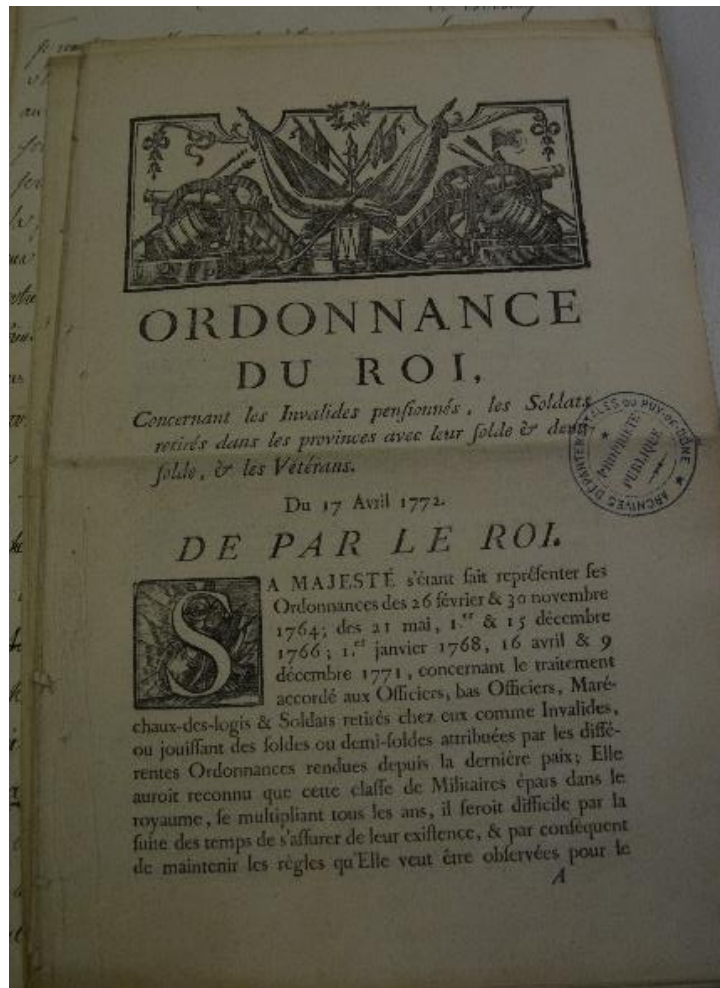 ORDONNANCE
DU ROI,
Concernant les Invalides penſionnés, les Soldats
retirés dans les provinces avec leur ſolde & demi-
ſolde, & les Vétérans.
Du 17 Avril 1772.
DE PAR LE ROI.
SA MAJESTÉ s'étant fait repréſenter ſes
Ordonnances des 26 février & 30 novembre
1764; des 21 mai, 1.er & 15 décembre
1766; 1.er janvier 1768, 16 avril & 9
décembre 1771, concernant le traitement
accordé aux Officiers, bas Officiers, Maré-
chaux-des-logis & Soldats retirés chez eux comme Invalides,
ou jouiſſant des ſoldes ou demi-ſoldes attribuées par les diffé-
rentes Ordonnances rendues depuis la dernière paix; Elle
auroit reconnu que cette claſſe de Militaires épars dans le
royaume, ſe multipliant tous les ans, il ſeroit difficile par la
ſuite des temps de s'aſſurer de leur exiſtence, & par conſéquent
de maintenir les règles qu'Elle veut être obſervées pour le
A
ARCHIVES DÉPARTEMENTALES DU PUY-DE-DÔME
PROPRIÉTÉ
PUBLIQUE